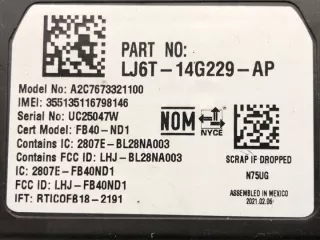 PART NO:
LJ6T-14G229-AP
Model No: A2C7673321100
IMEI: 355135116798146
Serial No: UC25047W
Cert Model: FB40-ND1
Contains IC: 2807E-BL28NA003
Contains FCC ID: LHJ-BL28NA003
IC: 2807E-FB40ND1
FCC ID: LHJ-FB40ND1
IFT: RTICOFB18-2191
NOM
NYCE
SCRAP IF DROPPED
N75UG
ASSEMBLED IN MEXICO
2021.02.06